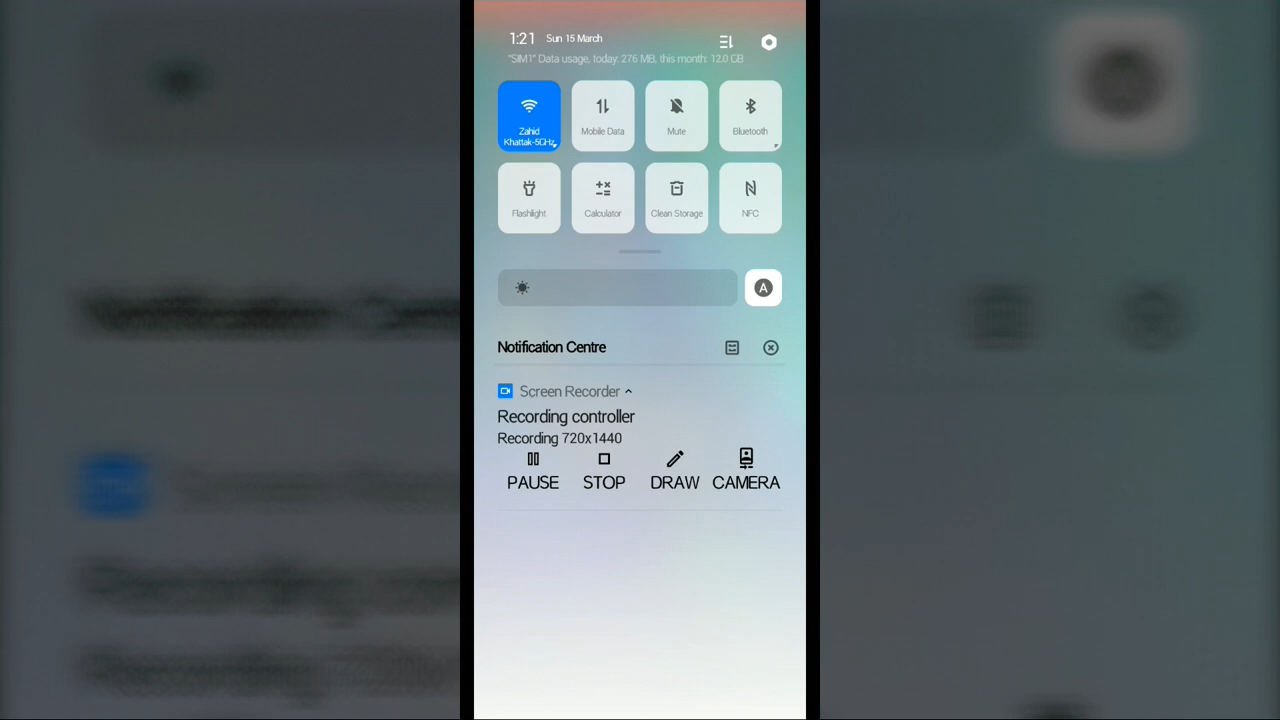 1:21 Sun 15 March
"SIM1" Data usage, today: 276 MB, this month: 12.0 GB
Zahid
Khattak-5GHz
Mobile Data
Mute
Bluetooth
Flashlight
Calculator
Clean Storage
NFC
A
Notification Centre
Screen Recorder
Recording controller
Recording 720x1440
PAUSE STOP DRAW CAMERA